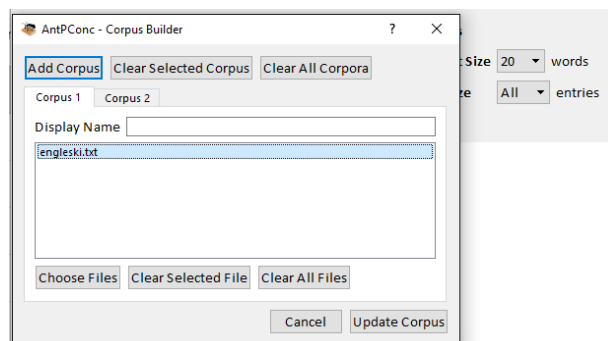 AntPConc - Corpus Builder ? ×
Add Corpus Clear Selected Corpus Clear All Corpora
Size 20 words
Corpus 1 Corpus 2
All entries
Display Name
engleski.txt
Choose Files Clear Selected File Clear All Files
Cancel Update Corpus